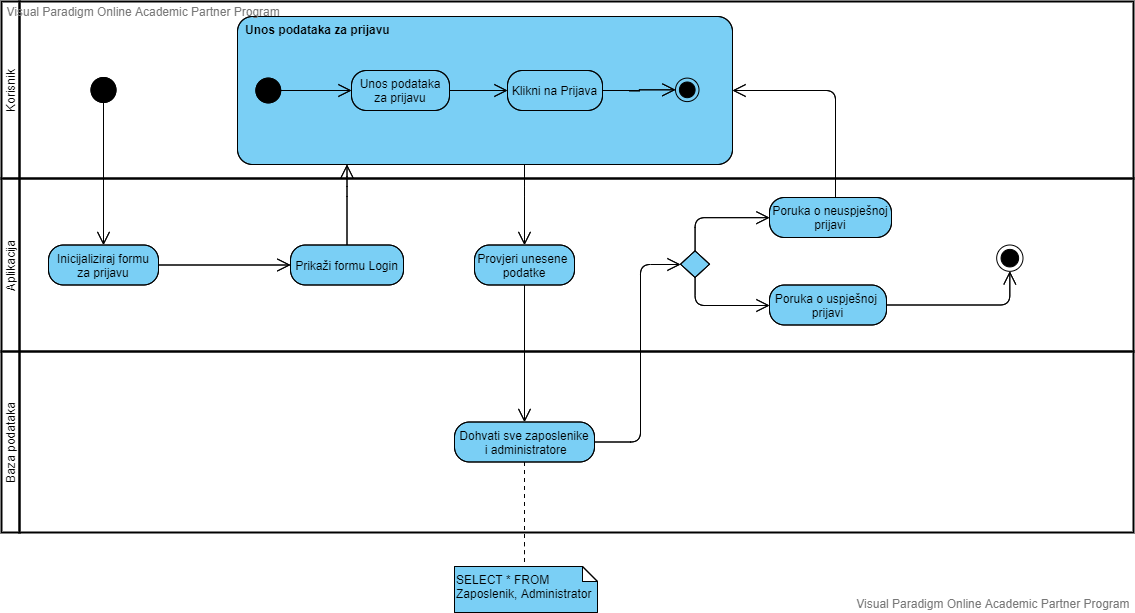 Visual Paradigm Online Academic Partner Program
Korisnik
Unos podataka za prijavu
Unos podataka
za prijavu
Klikni na Prijava
Aplikacija
Inicijaliziraj formu
za prijavu
Prikaži formu Login
Provjeri unesene
podatke
Poruka o neuspješnoj
prijavi
Poruka o uspješnoj
prijavi
Baza podataka
Dohvati sve zaposlenike
i administratore
SELECT * FROM
Zaposlenik, Administrator
Visual Paradigm Online Academic Partner Program